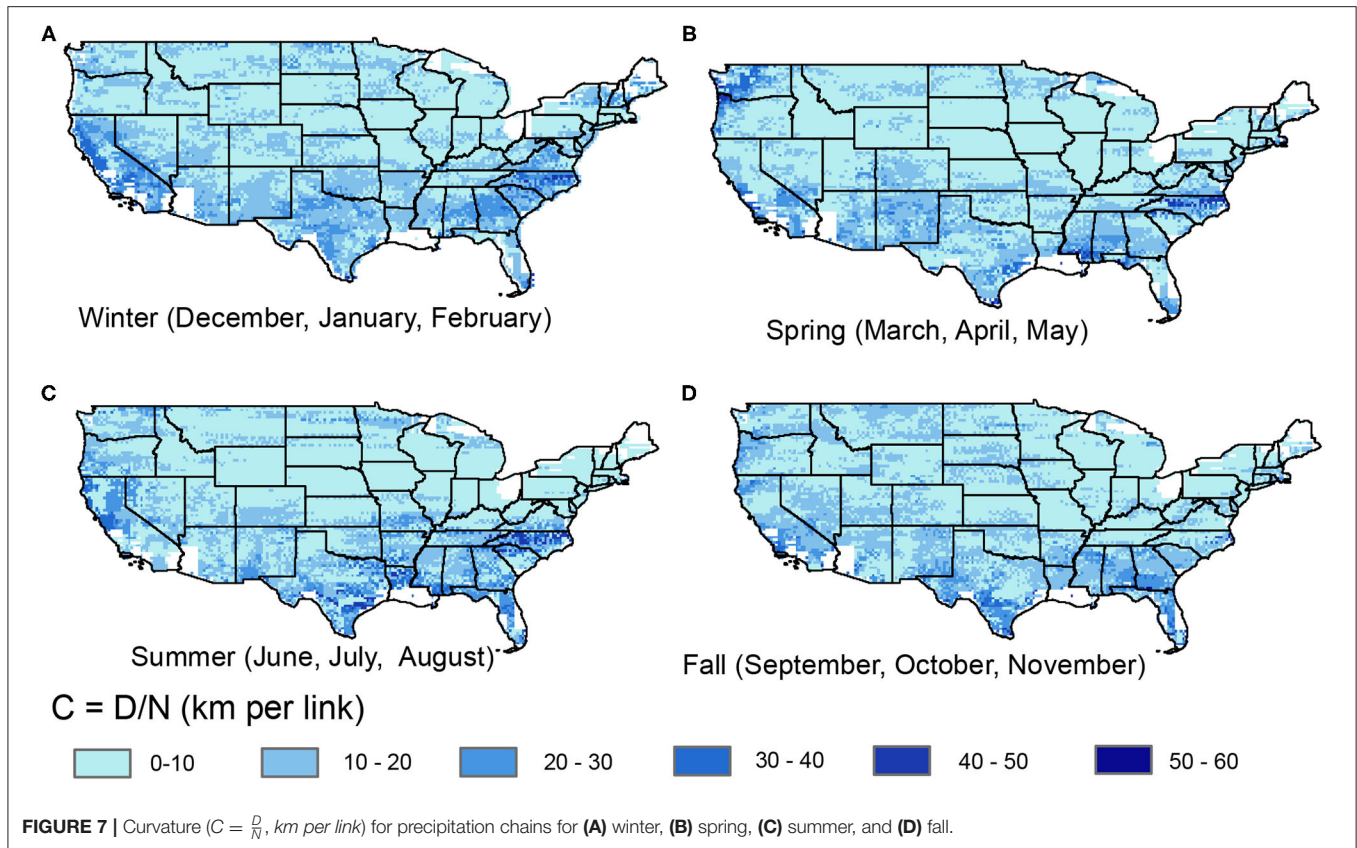 A
B
Winter (December, January, February)
Spring (March, April, May)
C
D
Summer (June, July, August)
Fall (September, October, November)
C = D/N (km per link)
0-10 10 - 20 20 - 30 30 - 40 40 - 50 50 - 60
FIGURE 7 | Curvature (C = D/N, km per link) for precipitation chains for (A) winter, (B) spring, (C) summer, and (D) fall.